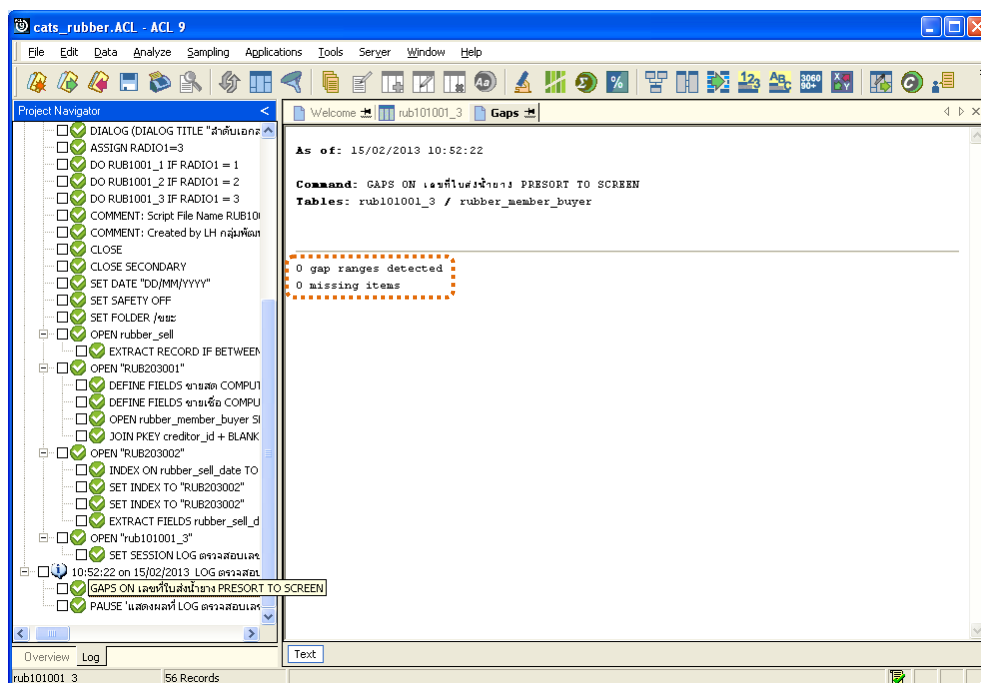 cats_rubber.ACL - ACL 9
File Edit Data Analyze Sampling Applications Tools Server Window Help
Project Navigator <
Welcome rub101001_3 Gaps
DIALOG (DIALOG TITLE "ลำดับเอกส
ASSIGN RADIO1=3
DO RUB1001_1 IF RADIO1 = 1
DO RUB1001_2 IF RADIO1 = 2
DO RUB1001_3 IF RADIO1 = 3
COMMENT: Script File Name RUB10
COMMENT: Created by LH กลุ่มพัฒน
CLOSE
CLOSE SECONDARY
SET DATE "DD/MM/YYYY"
SET SAFETY OFF
SET FOLDER /ขยะ
OPEN rubber_sell
EXTRACT RECORD IF BETWEEN
OPEN "RUB203001"
DEFINE FIELDS ขายสด COMPUT
DEFINE FIELDS ขายเชื่อ COMPU
OPEN rubber_member_buyer SE
JOIN PKEY creditor_id + BLANK
OPEN "RUB203002"
INDEX ON rubber_sell_date TO
SET INDEX TO "RUB203002"
SET INDEX TO "RUB203002"
EXTRACT FIELDS rubber_sell_d
OPEN "rub101001_3"
SET SESSION LOG ตรวจสอบเลข
10:52:22 on 15/02/2013 LOG ตรวจสอบ
GAPS ON เลขที่ใบส่งน้ำยาง PRESORT TO SCREEN
PAUSE 'แสดงผลที่ LOG ตรวจสอบเลข
Overview Log
As of: 15/02/2013 10:52:22
Command: GAPS ON เลขที่ใบส่งน้ำยาง PRESORT TO SCREEN
Tables: rub101001_3 / rubber_member_buyer
0 gap ranges detected
0 missing items
Text
rub101001_3 56 Records